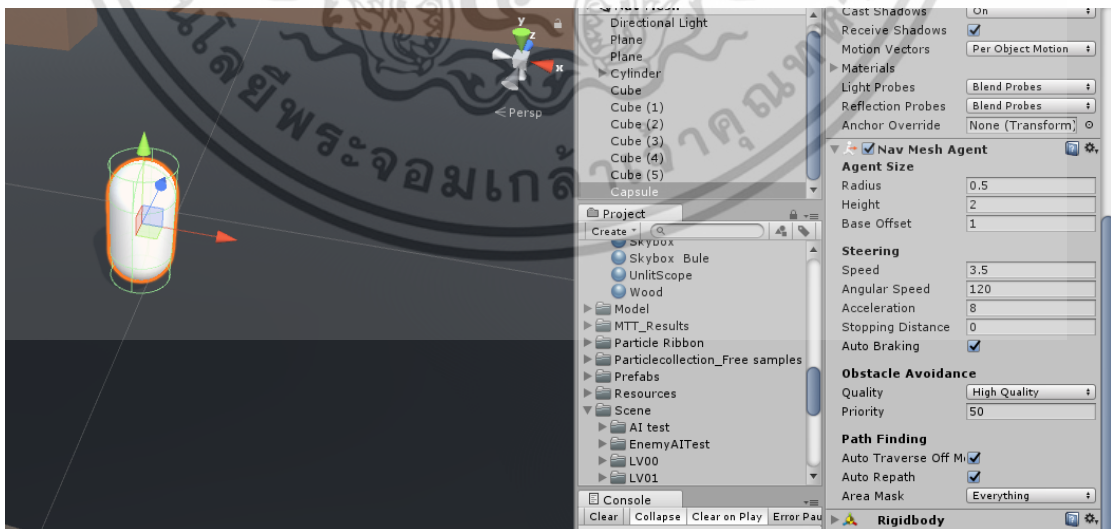 y
z
x
Persp
Directional Light
Plane
Plane
Cylinder
Cube
Cube (1)
Cube (2)
Cube (3)
Cube (4)
Cube (5)
Capsule
Project
Create
Skybox
Skybox Bule
UnlitScope
Wood
Model
MTT_Results
Particle Ribbon
Particlecollection_Free samples
Prefabs
Resources
Scene
AI test
EnemyAITest
LV00
LV01
Console
Clear Collapse Clear on Play Error Pau
Cast Shadows On
Receive Shadows
Motion Vectors Per Object Motion
Materials
Light Probes Blend Probes
Reflection Probes Blend Probes
Anchor Override None (Transform)
Nav Mesh Agent
Agent Size
Radius 0.5
Height 2
Base Offset 1
Steering
Speed 3.5
Angular Speed 120
Acceleration 8
Stopping Distance 0
Auto Braking
Obstacle Avoidance
Quality High Quality
Priority 50
Path Finding
Auto Traverse Off M
Auto Repath
Area Mask Everything
Rigidbody